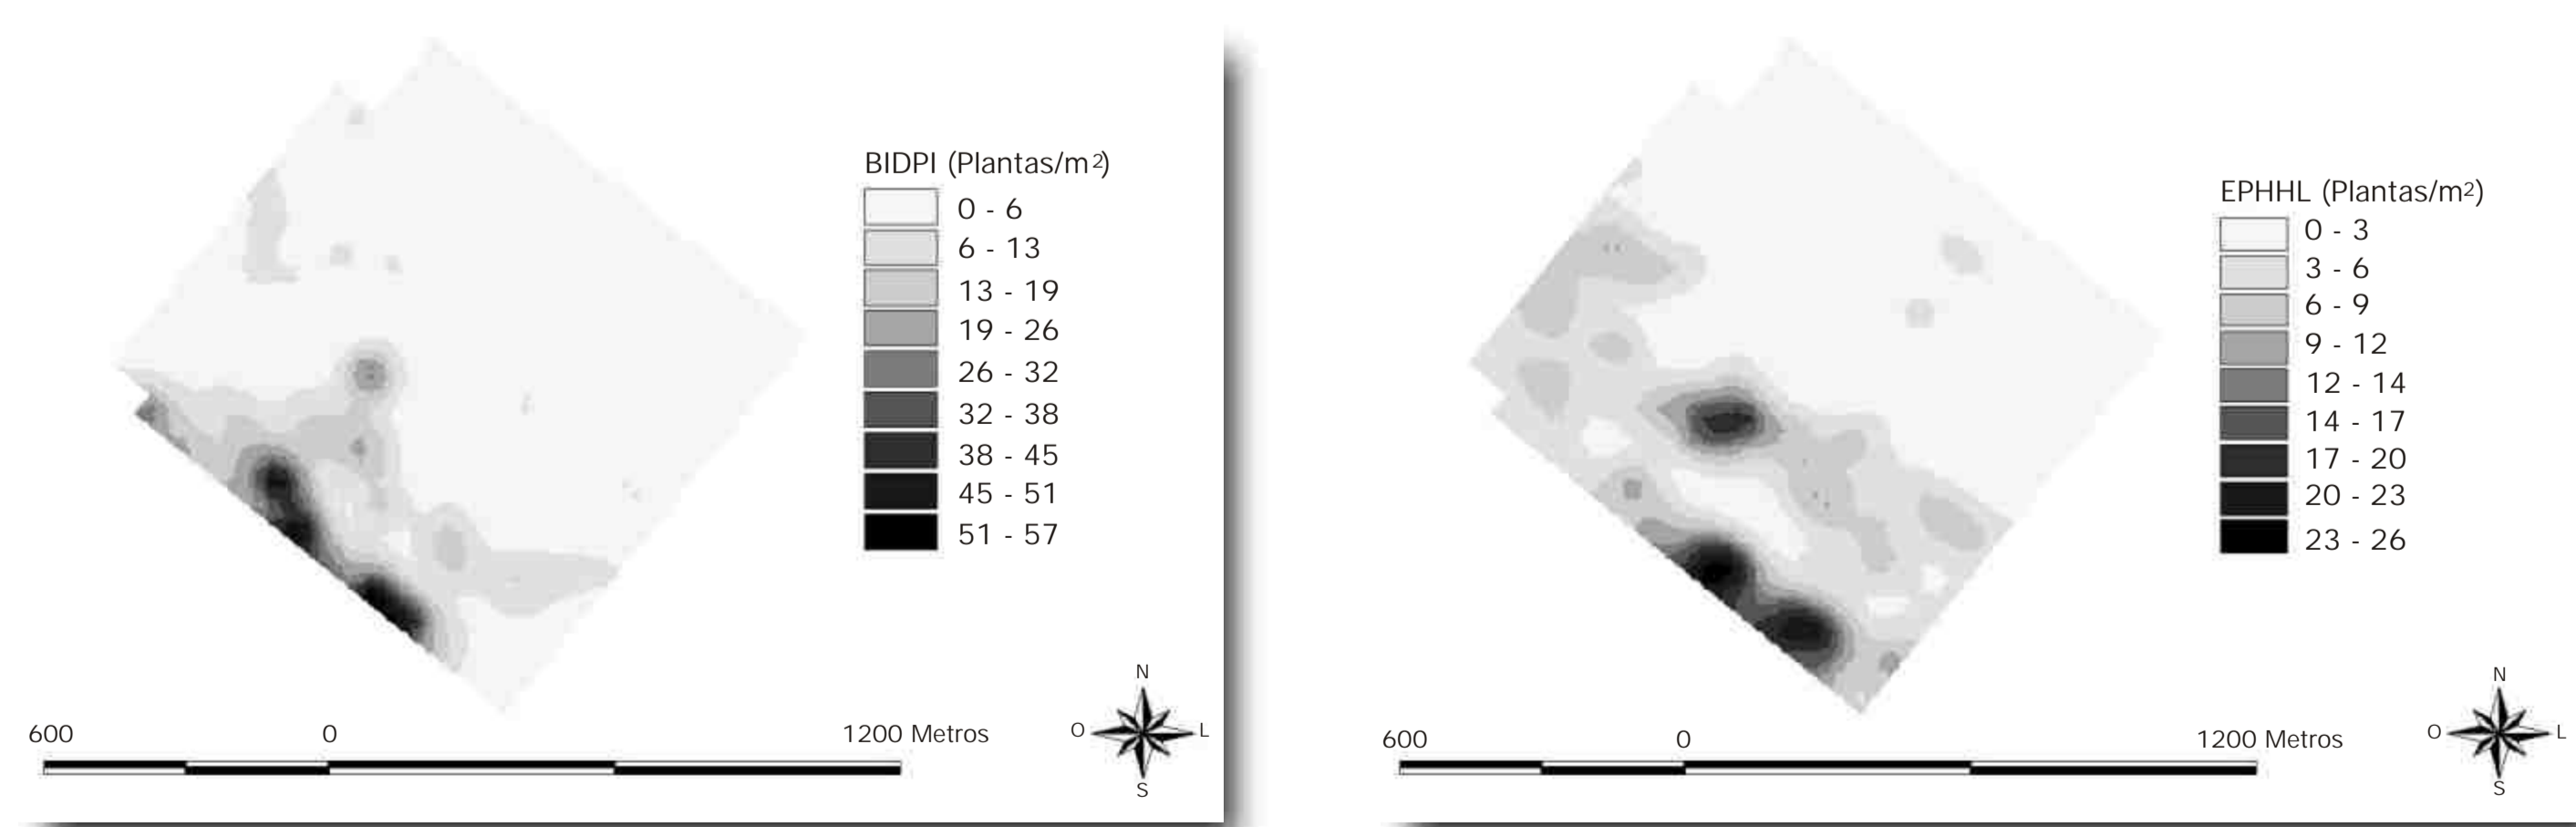 BIDPI (Plantas/m2)
0 - 6
6 - 13
13 - 19
19 - 26
26 - 32
32 - 38
38 - 45
45 - 51
51 - 57
N
O
L
S
600
0
1200 Metros
EPHHL (Plantas/m2)
0 - 3
3 - 6
6 - 9
9 - 12
12 - 14
14 - 17
17 - 20
20 - 23
23 - 26
N
O
L
S
600
0
1200 Metros